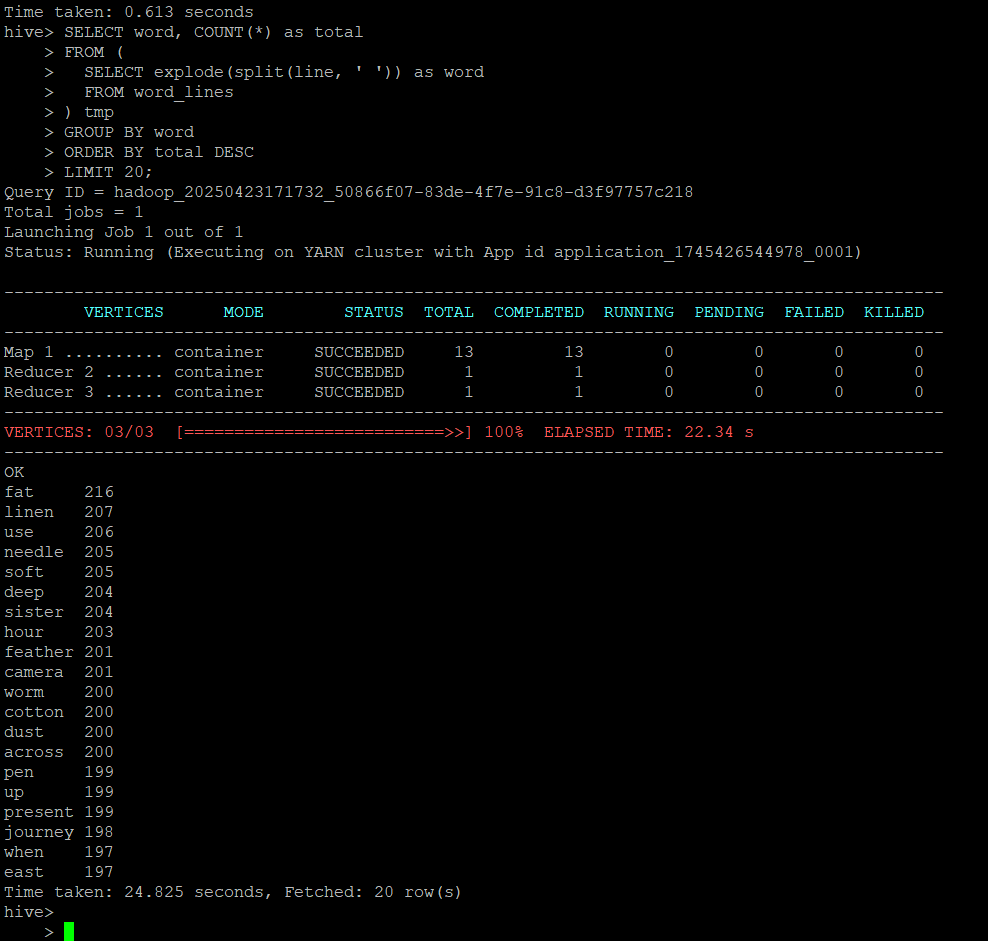 Time taken: 0.613 seconds
hive> SELECT word, COUNT(*) as total
    > FROM (
    >   SELECT explode(split(line, ' ')) as word
    >   FROM word_lines
    > ) tmp
    > GROUP BY word
    > ORDER BY total DESC
    > LIMIT 20;
Query ID = hadoop_20250423171732_50866f07-83de-4f7e-91c8-d3f97757c218
Total jobs = 1
Launching Job 1 out of 1
Status: Running (Executing on YARN cluster with App id application_1745426544978_0001)

----------------------------------------------------------------------------------------------
        VERTICES      MODE        STATUS  TOTAL  COMPLETED  RUNNING  PENDING  FAILED  KILLED
----------------------------------------------------------------------------------------------
Map 1 .......... container     SUCCEEDED     13         13        0        0       0       0
Reducer 2 ...... container     SUCCEEDED      1          1        0        0       0       0
Reducer 3 ...... container     SUCCEEDED      1          1        0        0       0       0
----------------------------------------------------------------------------------------------
VERTICES: 03/03  [==========================>>] 100%  ELAPSED TIME: 22.34 s
----------------------------------------------------------------------------------------------
OK
fat     216
linen   207
use     206
needle  205
soft    205
deep    204
sister  204
hour    203
feather 201
camera  201
worm    200
cotton  200
dust    200
across  200
pen     199
up      199
present 199
journey 198
when    197
east    197
Time taken: 24.825 seconds, Fetched: 20 row(s)
hive>
    >